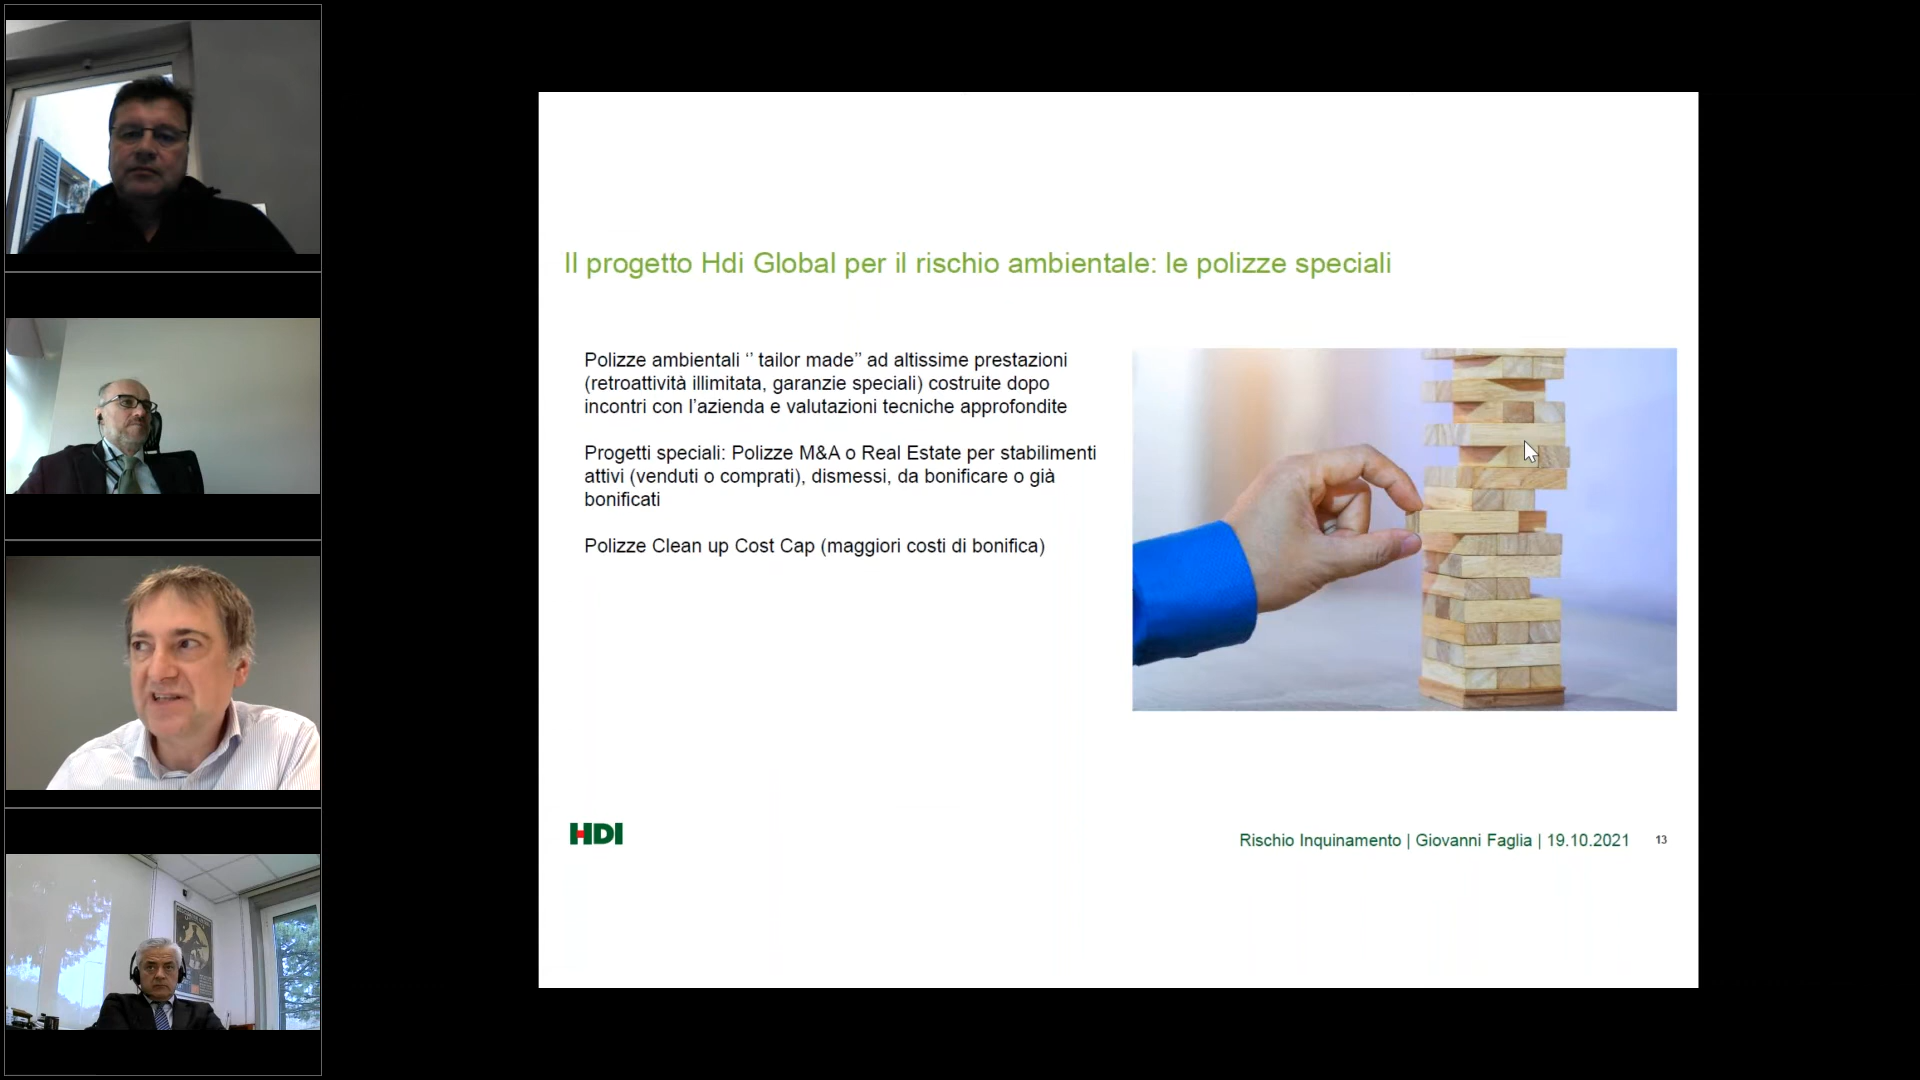 Il progetto Hdi Global per il rischio ambientale: le polizze speciali
Polizze ambientali ‘’ tailor made’’ ad altissime prestazioni
(retroattività illimitata, garanzie speciali) costruite dopo
incontri con l’azienda e valutazioni tecniche approfondite
Progetti speciali: Polizze M&A o Real Estate per stabilimenti
attivi (venduti o comprati), dismessi, da bonificare o già
bonificati
Polizze Clean up Cost Cap (maggiori costi di bonifica)
HDI
Rischio Inquinamento | Giovanni Faglia | 19.10.2021 13